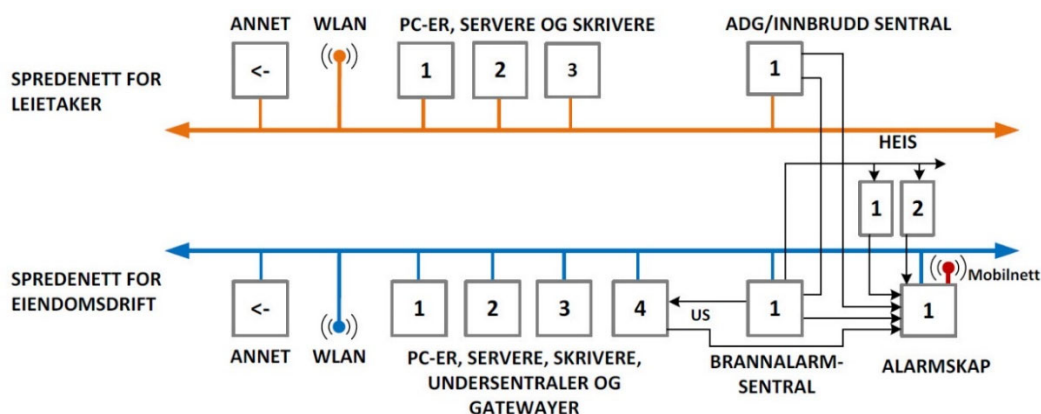 ANNET
WLAN
PC-ER, SERVERE OG SKRIVERE
ADG/INNBRUDD SENTRAL
SPREDENETT FOR
LEIETAKER
<-
1
2
3
1
HEIS
1
2
SPREDENETT FOR
EIENDOMSDRIFT
<-
1
2
3
4
US
1
1
Mobilnett
ANNET
WLAN
PC-ER, SERVERE, SKRIVERE,
UNDERSENTRALER OG
GATEWAYER
BRANNALARM-
SENTRAL
ALARMSKAP